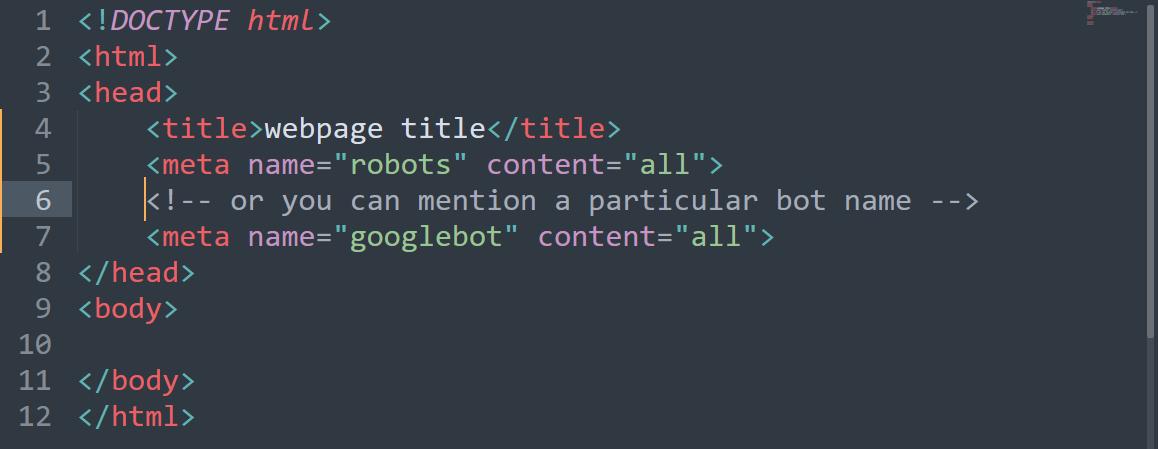 1 <!DOCTYPE html>
2 <html>
3 <head>
4     <title>webpage title</title>
5     <meta name="robots" content="all">
6     <!-- or you can mention a particular bot name -->
7     <meta name="googlebot" content="all">
8 </head>
9 <body>
10
11 </body>
12 </html>